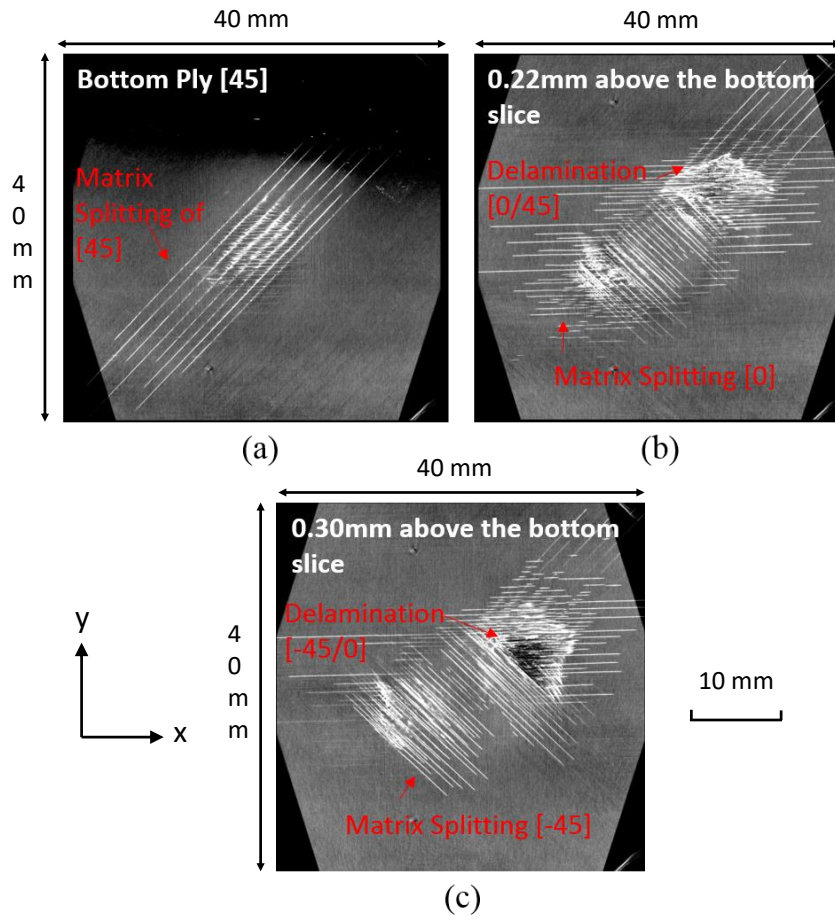 40 mm
40 mm
Bottom Ply [45]
0.22mm above the bottom
slice
Matrix
Splitting of
[45]
Delamination
[0/45]
Matrix Splitting [0]
4
0
m
m
(a)
(b)
40 mm
0.30mm above the bottom
slice
Delamination
[-45/0]
Matrix Splitting [-45]
4
0
m
m
y
x
10 mm
(c)